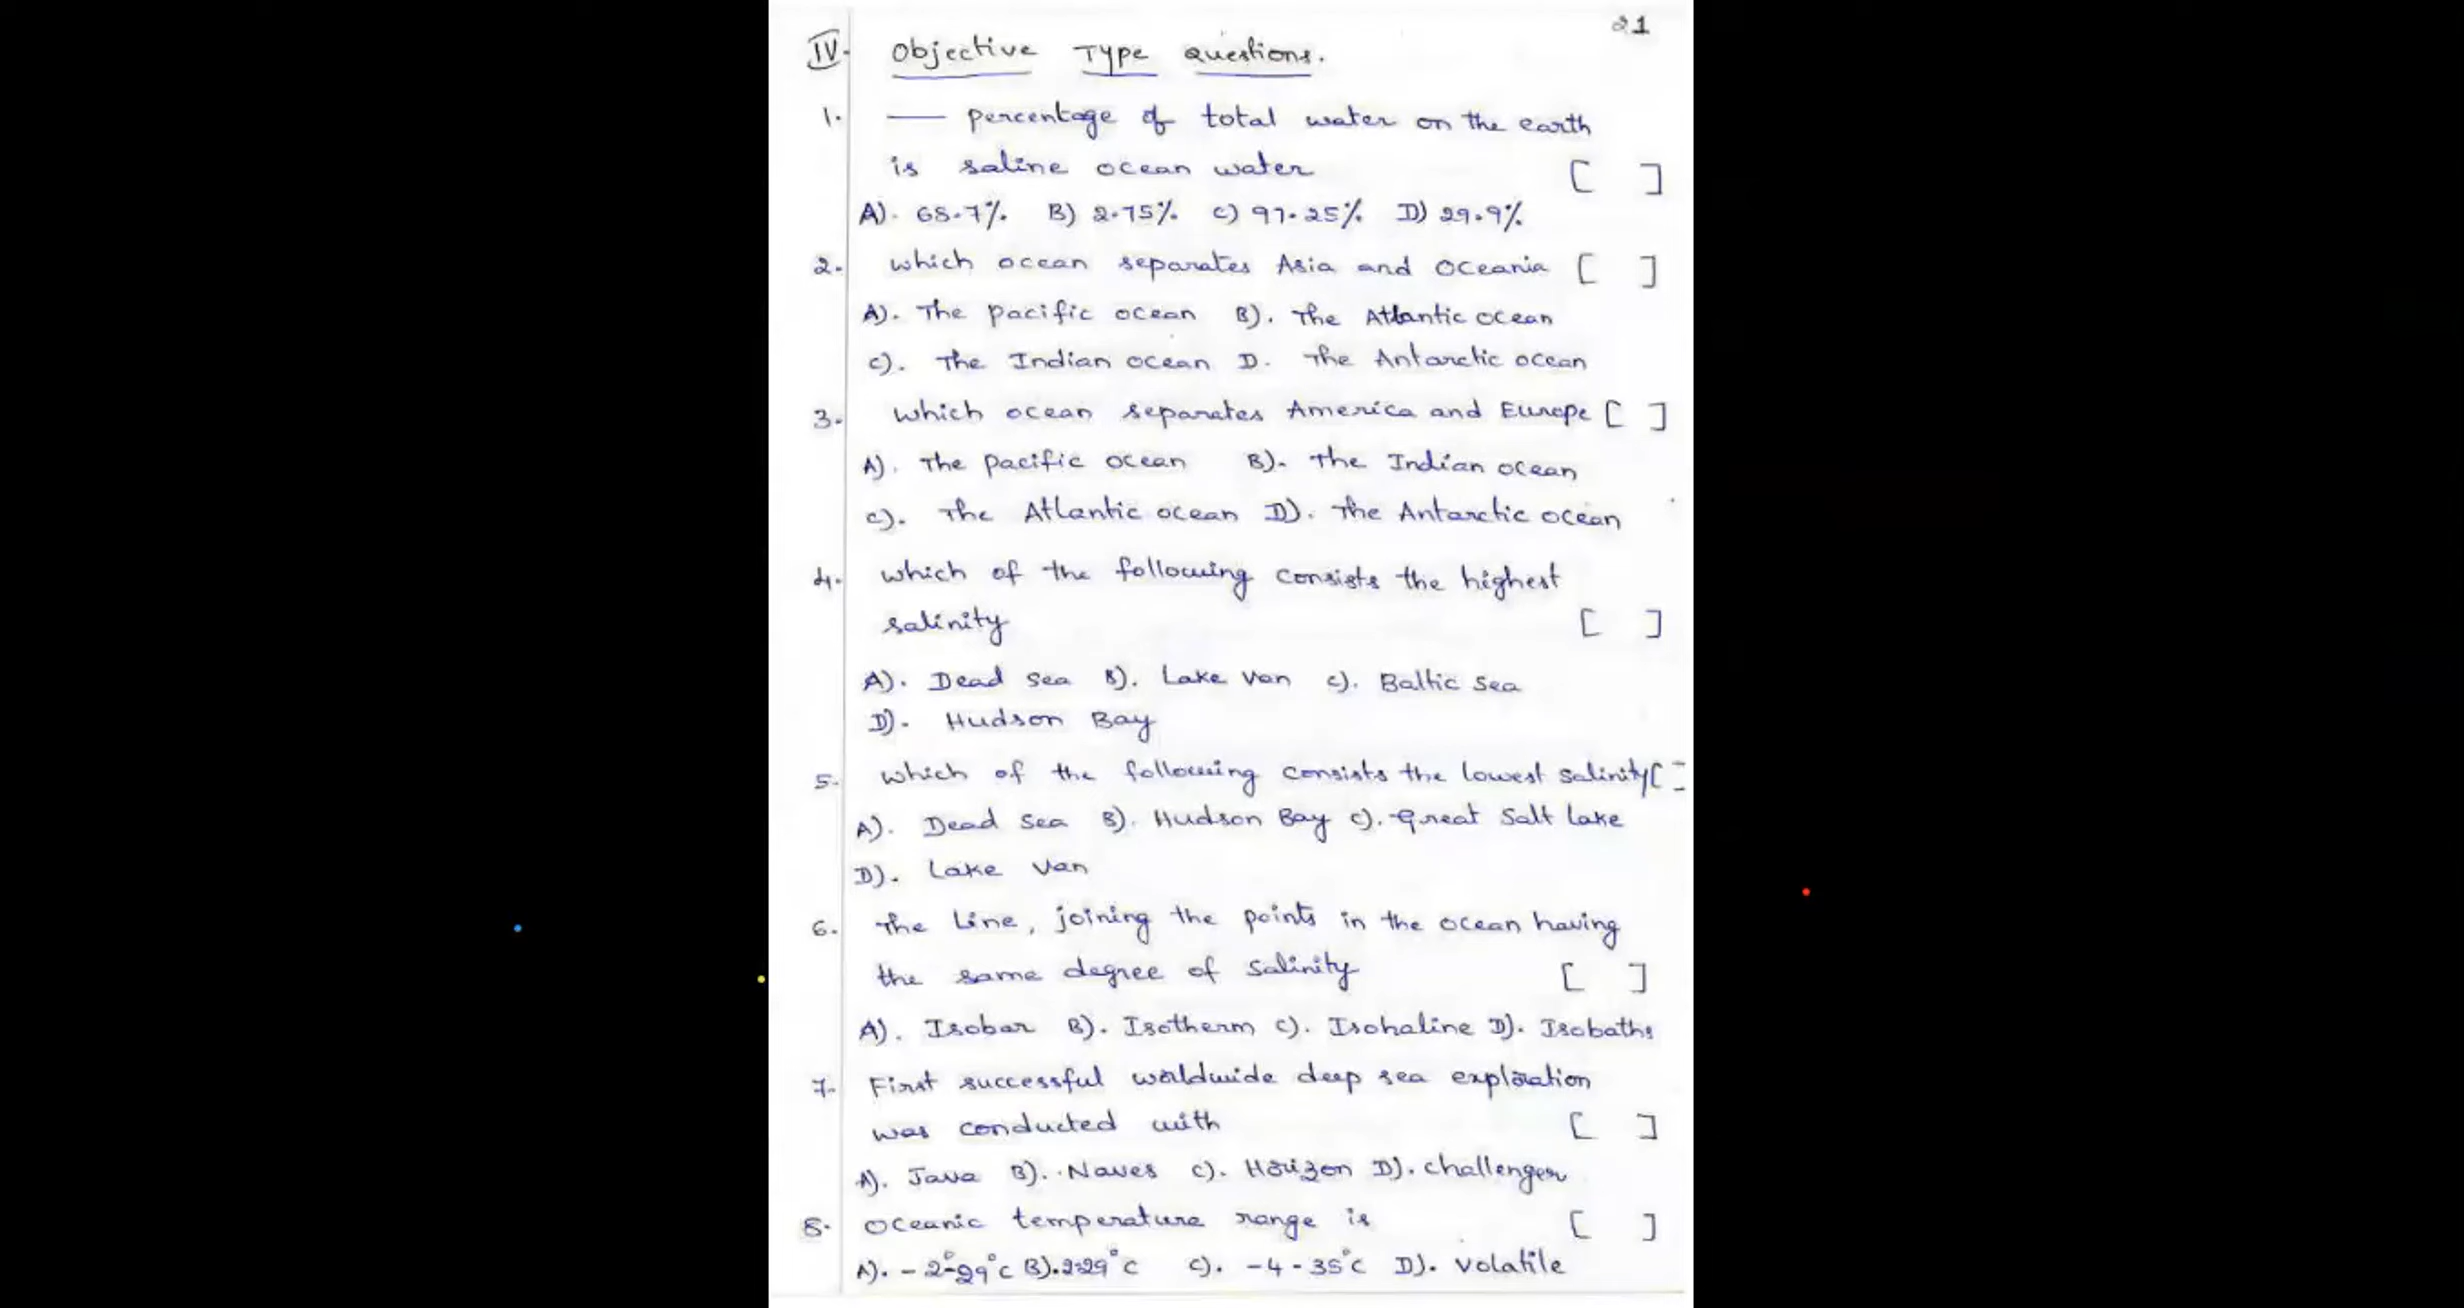 21
IV. Objective Type Questions.
1. — percentage of total water on the earth
is saline ocean water [ ]
A). 68.7% B) 2.75% C) 97.25% D) 29.9%
2. which ocean separates Asia and Oceania [ ]
A). The pacific ocean B). The Atlantic ocean
C). The Indian ocean D. The Antarctic ocean
3. which ocean separates America and Europe [ ]
A). The pacific ocean B). The Indian ocean
C). The Atlantic ocean D). The Antarctic ocean
4. which of the following consists the highest
salinity [ ]
A). Dead sea B). Lake van C). Baltic sea
D). Hudson Bay
5. which of the following consists the lowest salinity [ ]
A). Dead sea B). Hudson Bay C). Great Salt lake
D). Lake van
6. The Line, joining the points in the ocean having
the same degree of salinity [ ]
A). Isobar B). Isotherm C). Isohaline D). Isobaths
7. First successful worldwide deep sea exploration
was conducted with [ ]
A). Java B). Naves C). Horizon D). challenger
8. Oceanic temperature range is [ ]
A). -2°-29°C B). 2-29°C C). -4-35°C D). volatile